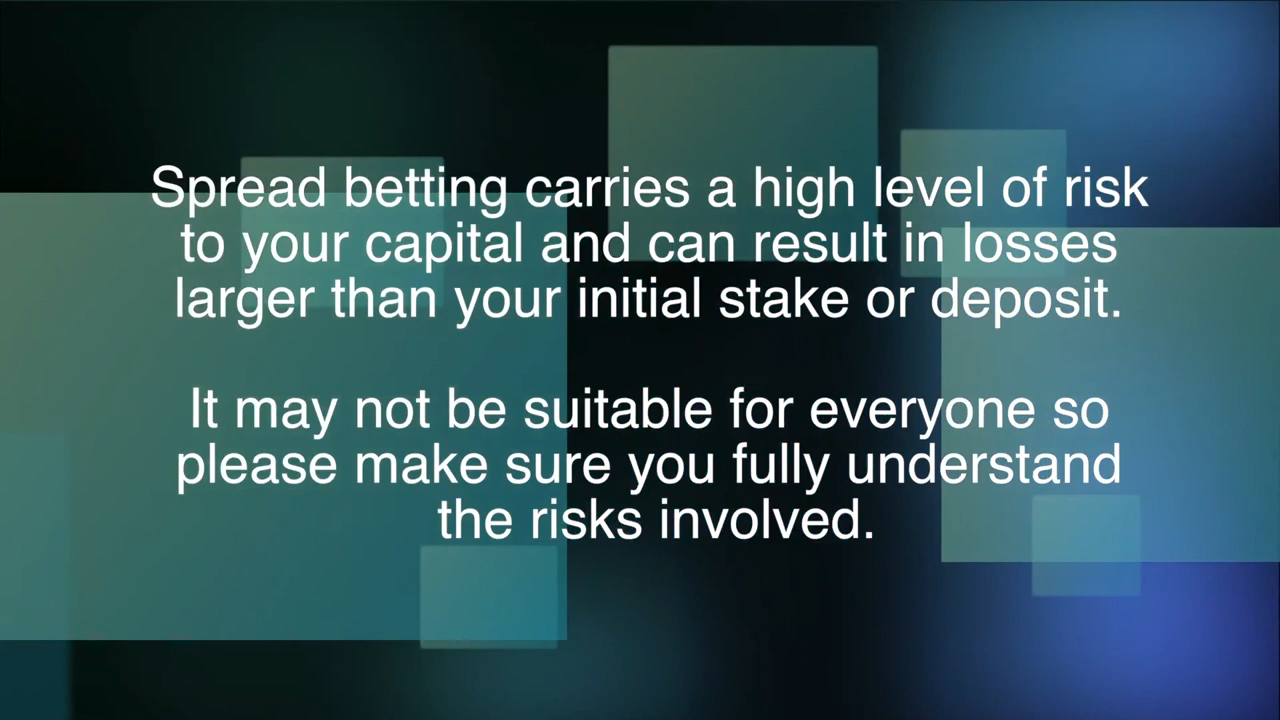 Spread betting carries a high level of risk
to your capital and can result in losses
larger than your initial stake or deposit.
It may not be suitable for everyone so
please make sure you fully understand
the risks involved.